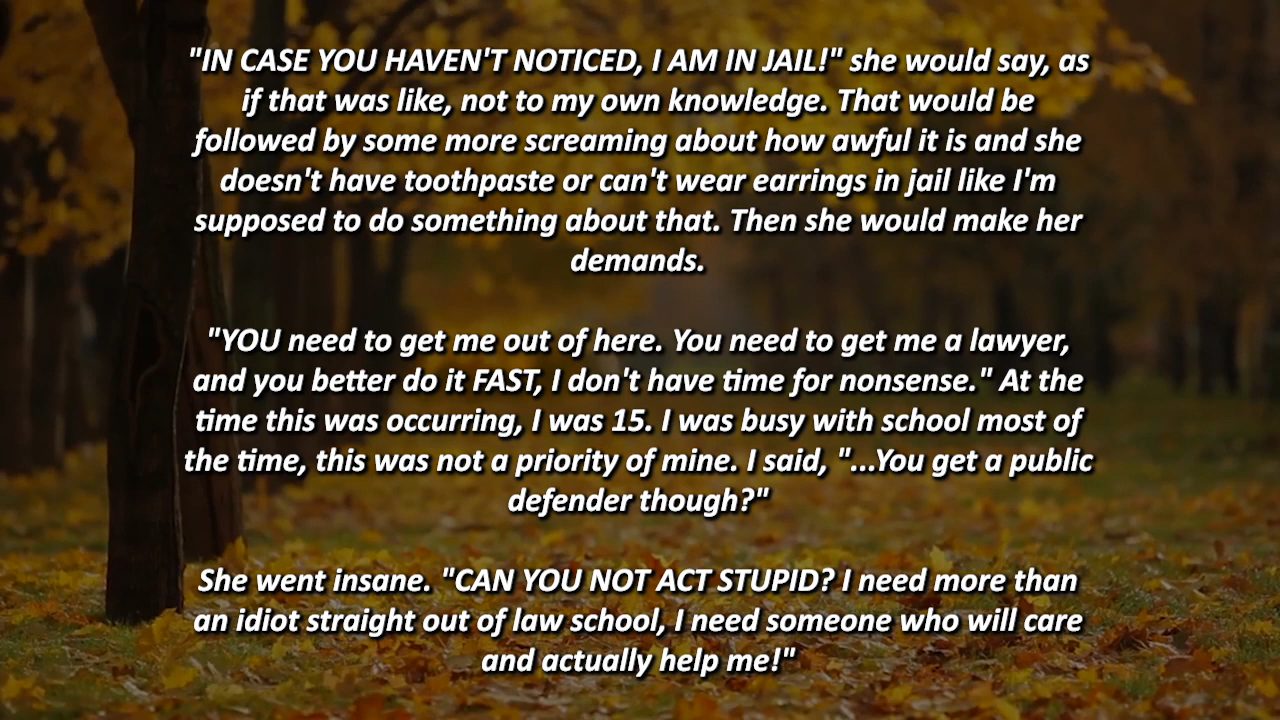 "IN CASE YOU HAVEN'T NOTICED, I AM IN JAIL!" she would say, as
if that was like, not to my own knowledge. That would be
followed by some more screaming about how awful it is and she
doesn't have toothpaste or can't wear earrings in jail like I'm
supposed to do something about that. Then she would make her
demands.
"YOU need to get me out of here. You need to get me a lawyer,
and you better do it FAST, I don't have time for nonsense." At the
time this was occurring, I was 15. I was busy with school most of
the time, this was not a priority of mine. I said, "...You get a public
defender though?"
She went insane. "CAN YOU NOT ACT STUPID? I need more than
an idiot straight out of law school, I need someone who will care
and actually help me!"